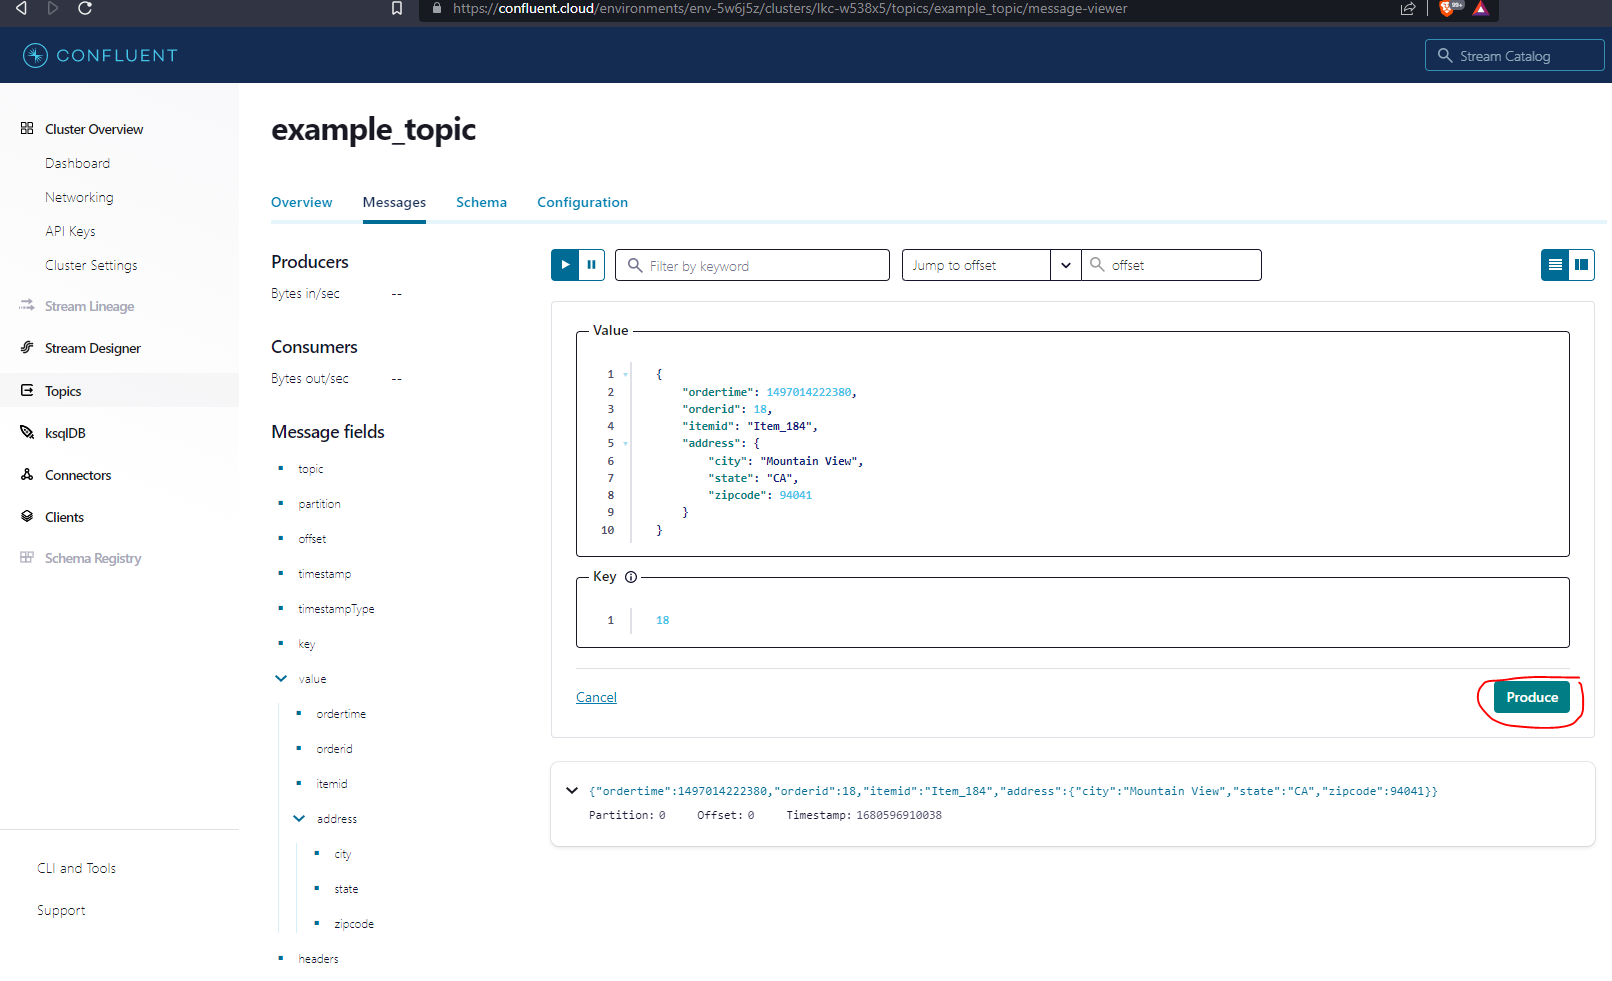 https://confluent.cloud/environments/env-5w6j5z/clusters/lkc-w538x5/topics/example_topic/message-viewer
99+
CONFLUENT
Stream Catalog
Cluster Overview
Dashboard
Networking
API Keys
Cluster Settings
Stream Lineage
Stream Designer
Topics
ksqlDB
Connectors
Clients
Schema Registry
CLI and Tools
Support
example_topic
Overview Messages Schema Configuration
Producers
Bytes in/sec --
Consumers
Bytes out/sec --
Message fields
topic
partition
offset
timestamp
timestampType
key
value
ordertime
orderid
itemid
address
city
state
zipcode
headers
Filter by keyword
Jump to offset
offset
Value
1 {
2 "ordertime": 1497014222380,
3 "orderid": 18,
4 "itemid": "Item_184",
5 "address": {
6 "city": "Mountain View",
7 "state": "CA",
8 "zipcode": 94041
9 }
10 }
Key
1 18
Cancel
Produce
{"ordertime":1497014222380,"orderid":18,"itemid":"Item_184","address":{"city":"Mountain View","state":"CA","zipcode":94041}}
Partition: 0 Offset: 0 Timestamp: 1680596910038